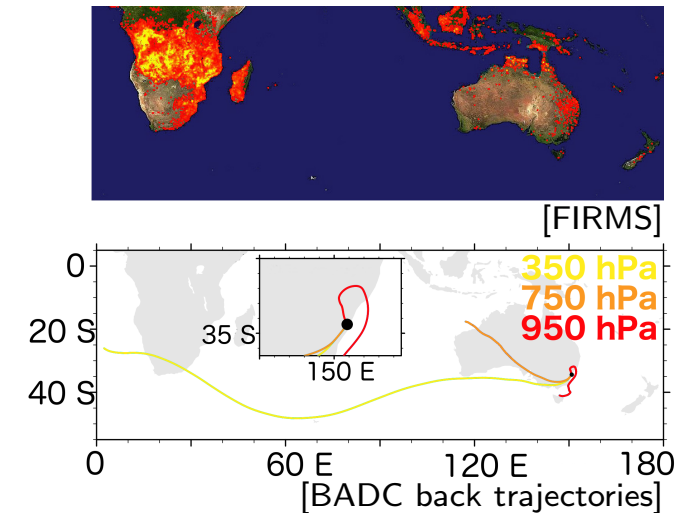 [FIRMS]
350 hPa
750 hPa
950 hPa
0
20 S
40 S
35 S
150 E
0
60 E
120 E
180
[BADC back trajectories]